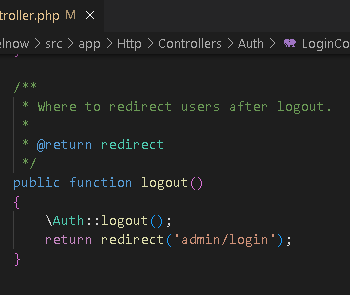 troller.php M ×
elnow > src > app > Http > Controllers > Auth > LoginCo
/**
* Where to redirect users after logout.
*
* @return redirect
*/
public function logout()
{
\Auth::logout();
return redirect('admin/login');
}